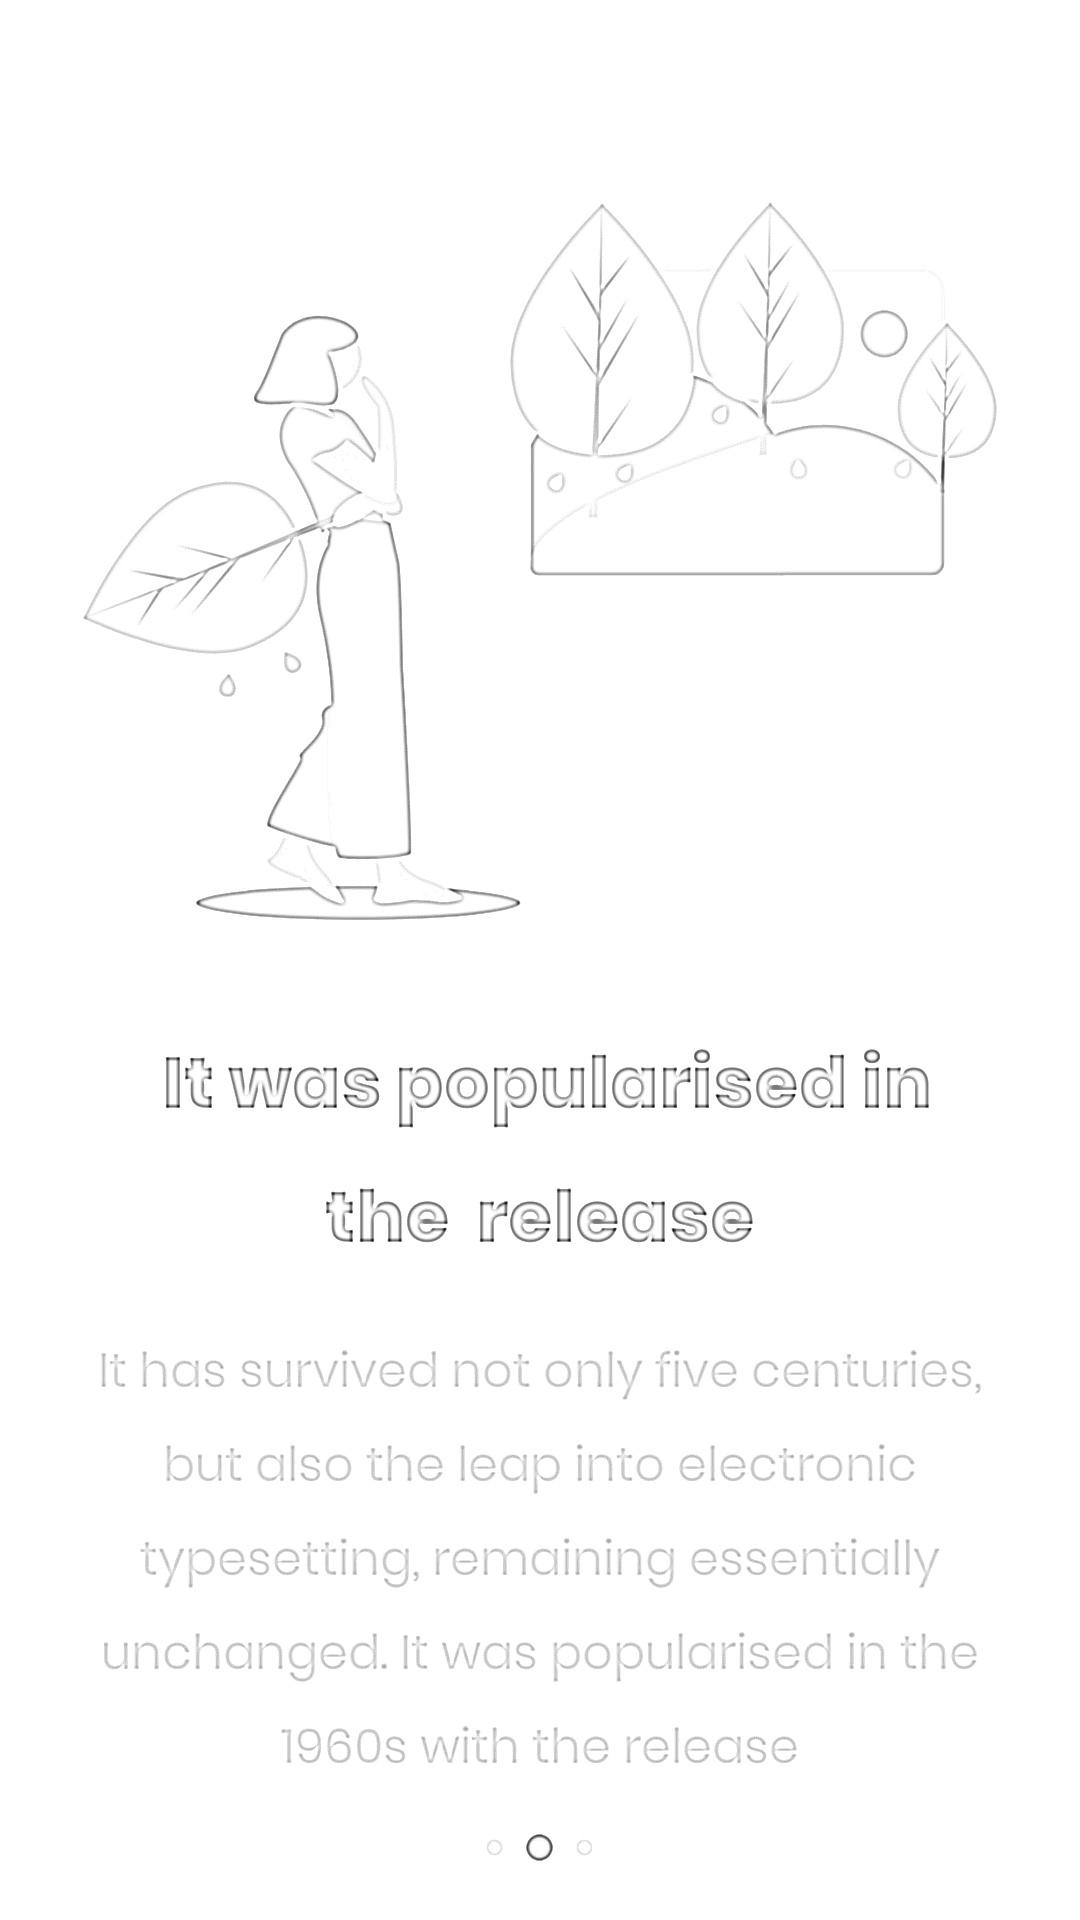 It was popularised in
the release
It has survived not only five centuries,
but also the leap into electronic
typesetting, remaining essentially
unchanged. It was popularised in the
1960s with the release